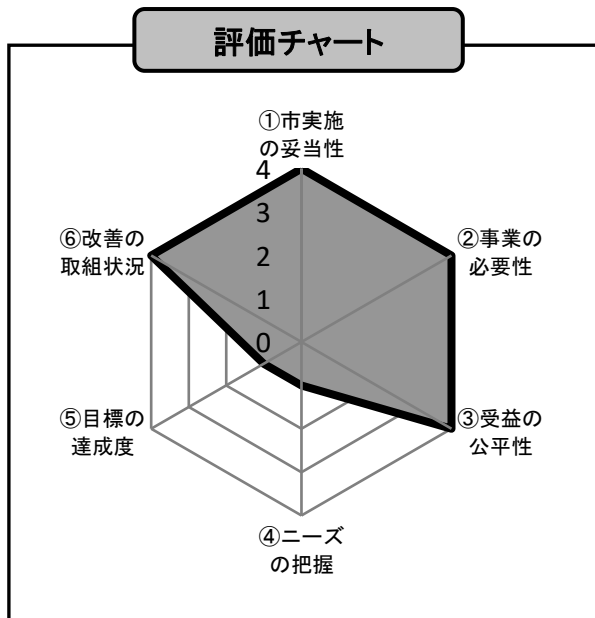 評価チャート
①市実施
の妥当性
4
3
2
1
0
②事業の
必要性
③受益の
公平性
④ニーズ
の把握
⑤目標の
達成度
⑥改善の
取組状況